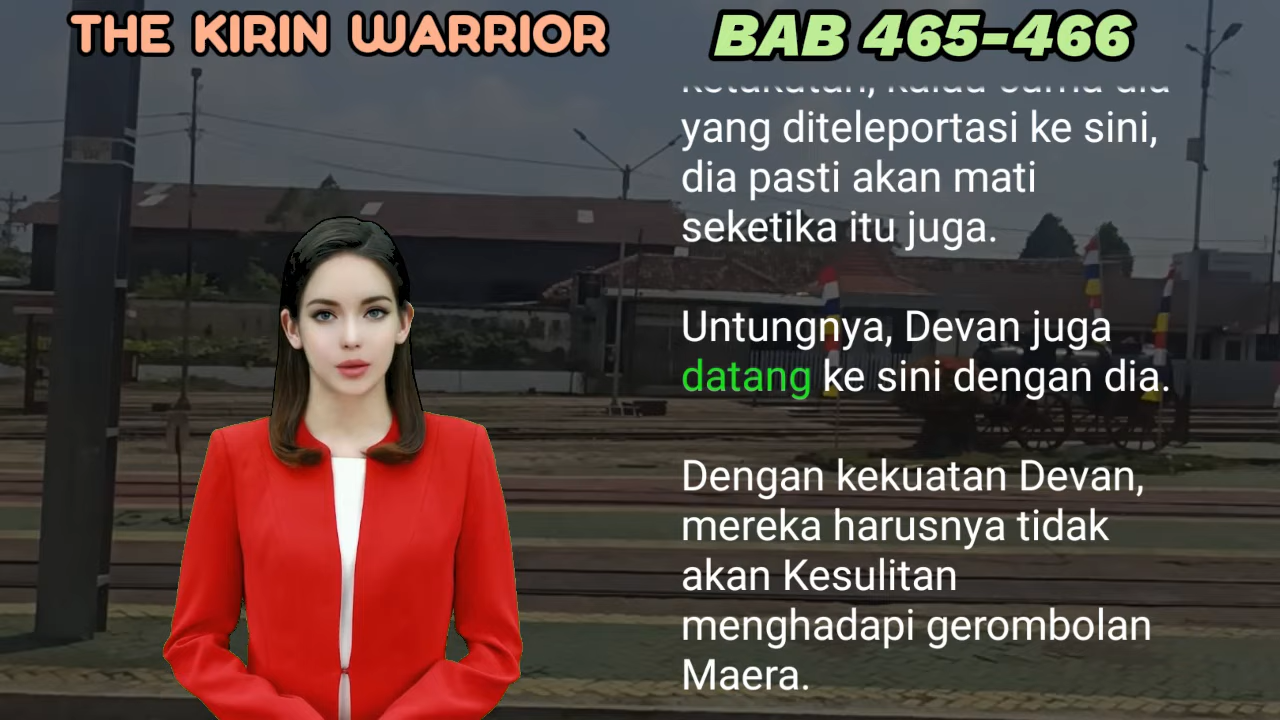 THE KIRIN WARRIOR
BAB 465-466
yang diteleportasi ke sini,
dia pasti akan mati
seketika itu juga.
Untungnya, Devan juga
datang ke sini dengan dia.
Dengan kekuatan Devan,
mereka harusnya tidak
akan Kesulitan
menghadapi gerombolan
Maera.